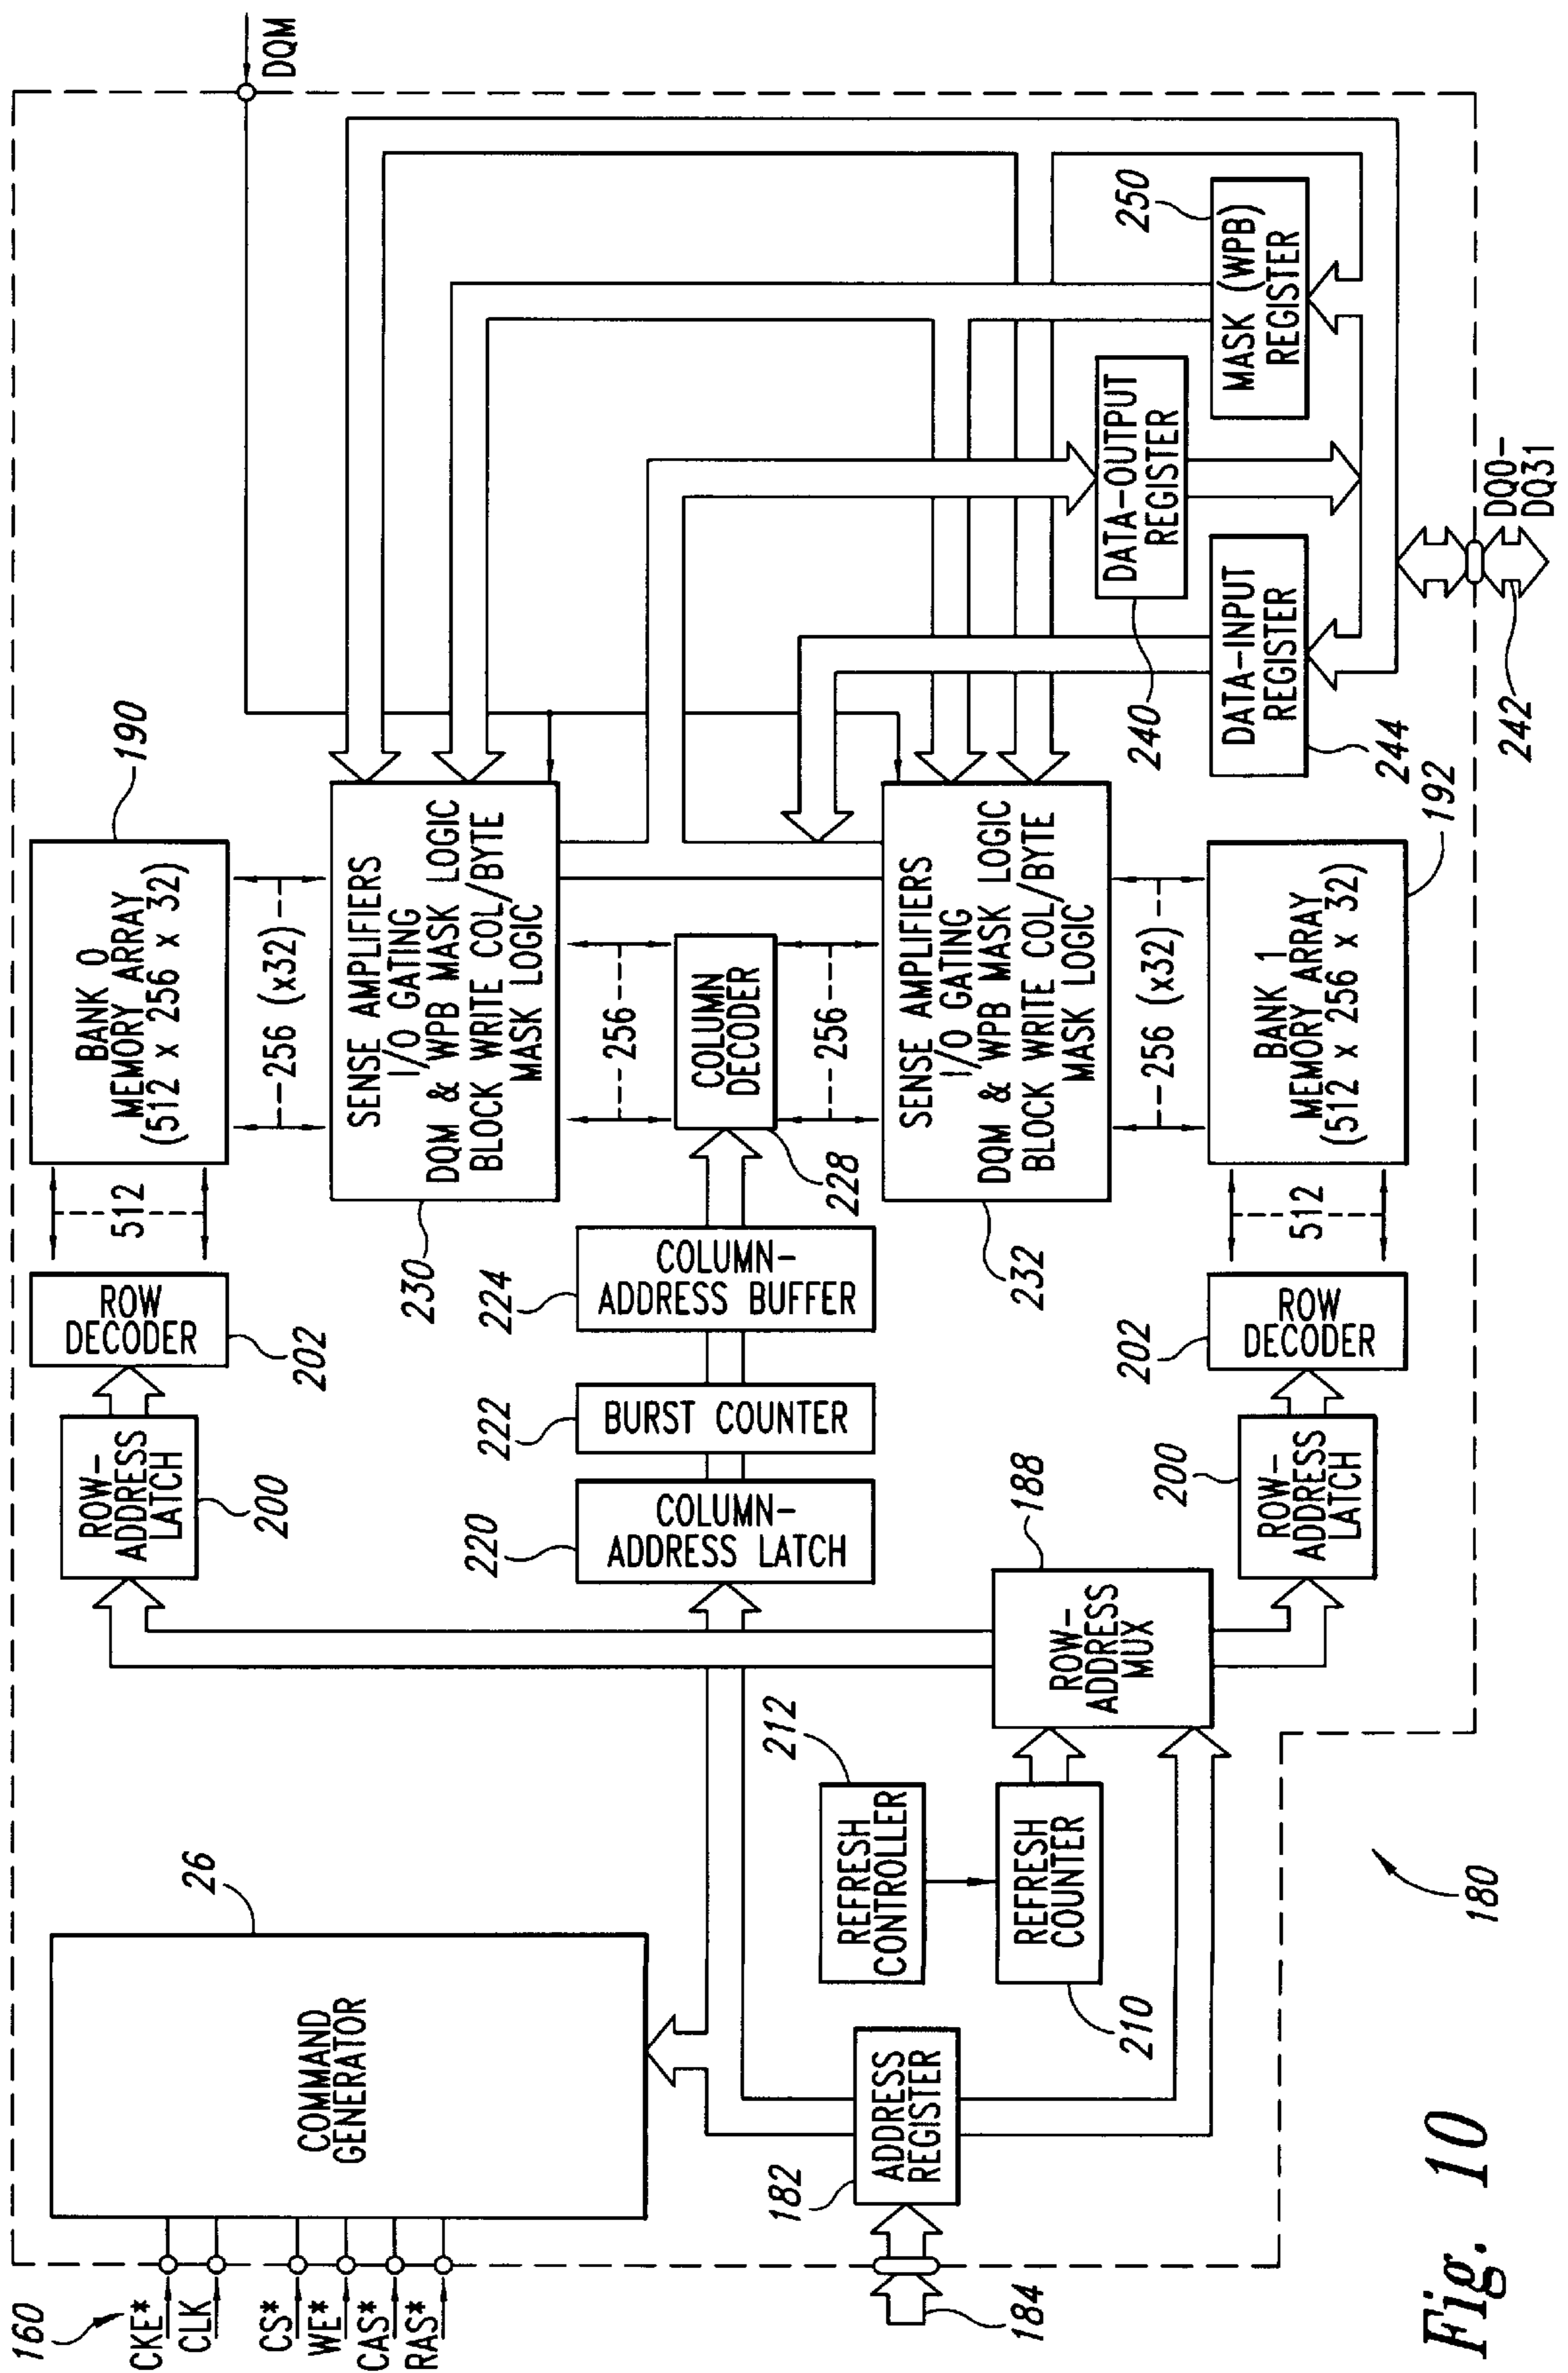 160
CKE*
CLK
CS*
WE*
CAS*
RAS*
COMMAND
GENERATOR
26
184
182
ADDRESS
REGISTER
REFRESH
CONTROLLER
212
REFRESH
COUNTER
210
ROW-
ADDRESS
MUX
188
180
ROW-
ADDRESS
LATCH
200
ROW
DECODER
202
512
BANK 0
MEMORY ARRAY
(512 x 256 x 32)
190
256 (x32)
SENSE AMPLIFIERS
I/O GATING
DQM & WPB MASK LOGIC
BLOCK WRITE COL/BYTE
MASK LOGIC
230
256
COLUMN-
ADDRESS LATCH
220
BURST COUNTER
222
COLUMN-
ADDRESS BUFFER
224
COLUMN
DECODER
228
256
SENSE AMPLIFIERS
I/O GATING
DQM & WPB MASK LOGIC
BLOCK WRITE COL/BYTE
MASK LOGIC
232
256 (x32)
ROW-
ADDRESS
LATCH
200
ROW
DECODER
202
512
BANK 1
MEMORY ARRAY
(512 x 256 x 32)
192
DATA-INPUT
REGISTER
244
DATA-OUTPUT
REGISTER
240
MASK (WPB)
REGISTER
250
DQM
DQ0-
DQ31
242
Fig. 10